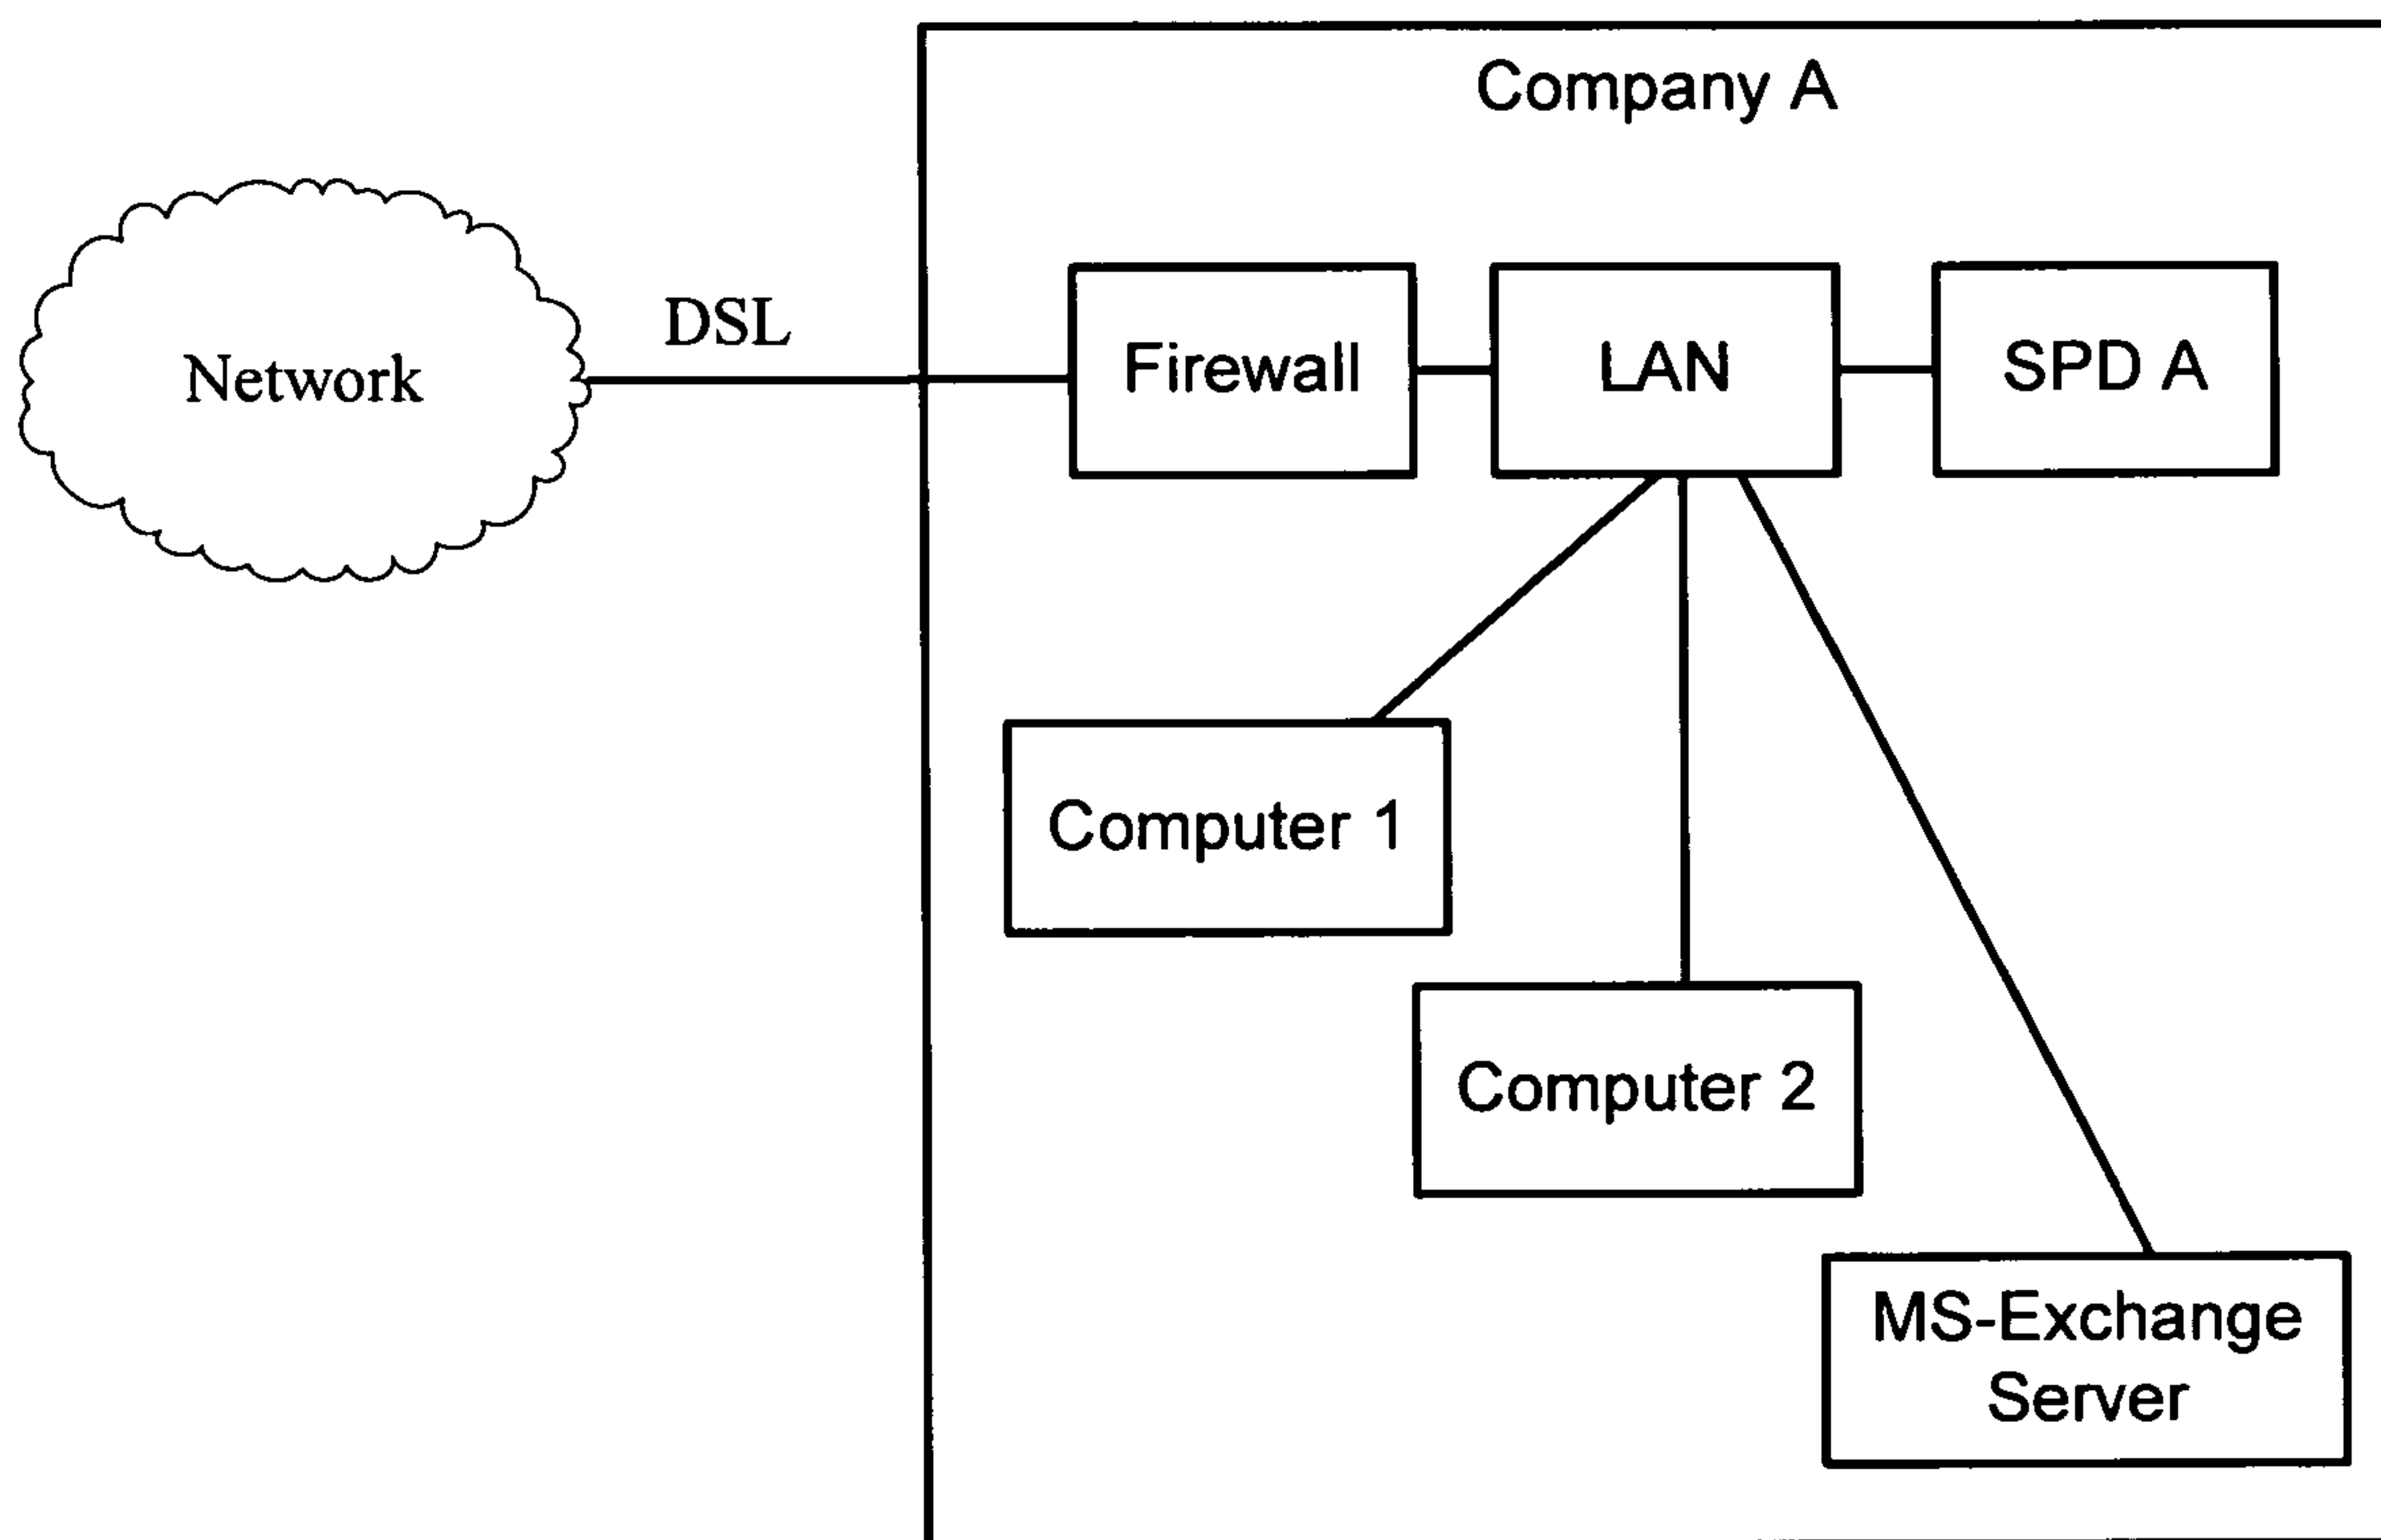 Company A
Network
DSL
Firewall
LAN
SPD A
Computer 1
Computer 2
MS-Exchange
Server